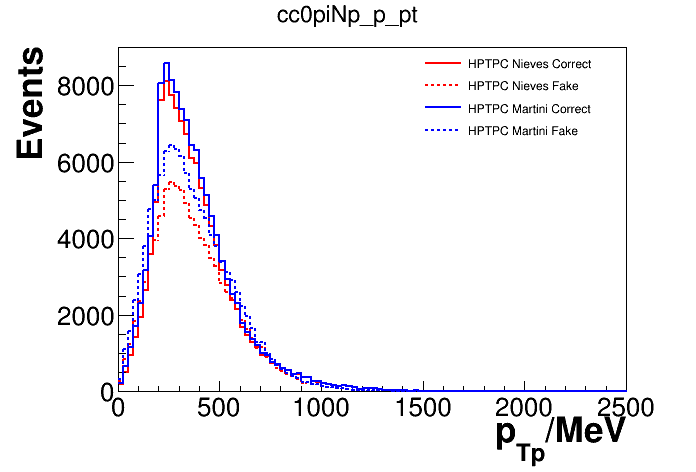 cc0piNp_p_pt
Events
HPTPC Nieves Correct
HPTPC Nieves Fake
HPTPC Martini Correct
HPTPC Martini Fake
8000
6000
4000
2000
0
0 500 1000 1500 2000 2500
pTp/MeV